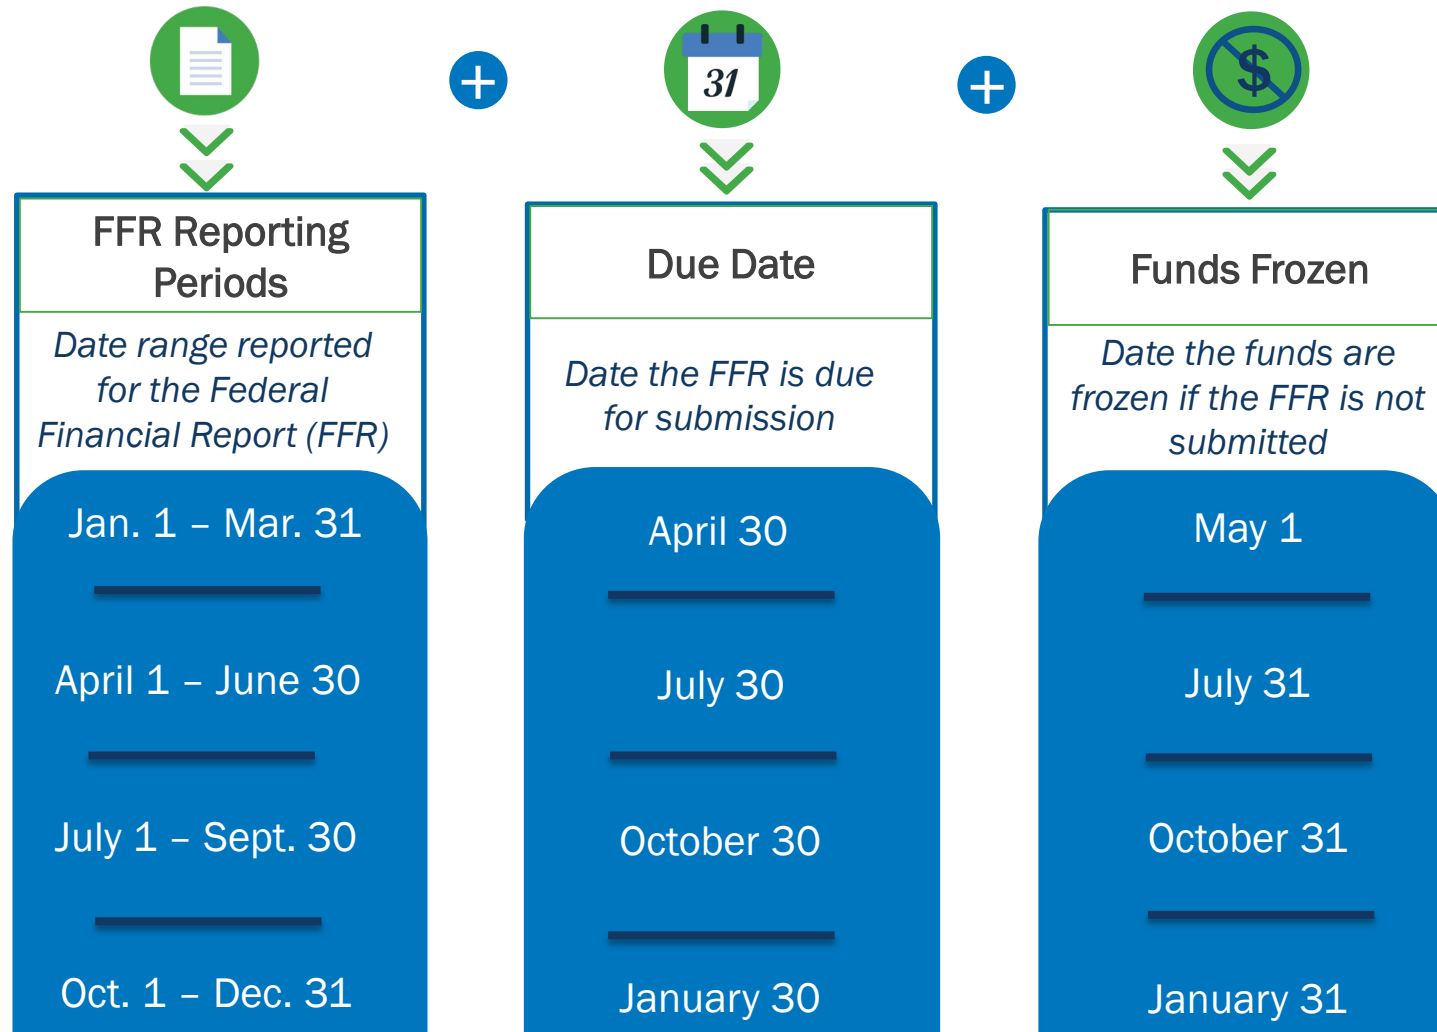 31
$
FFR Reporting
Periods
Date range reported
for the Federal
Financial Report (FFR)
Jan. 1 – Mar. 31
April 1 – June 30
July 1 – Sept. 30
Oct. 1 – Dec. 31
Due Date
Date the FFR is due
for submission
April 30
July 30
October 30
January 30
Funds Frozen
Date the funds are
frozen if the FFR is not
submitted
May 1
July 31
October 31
January 31